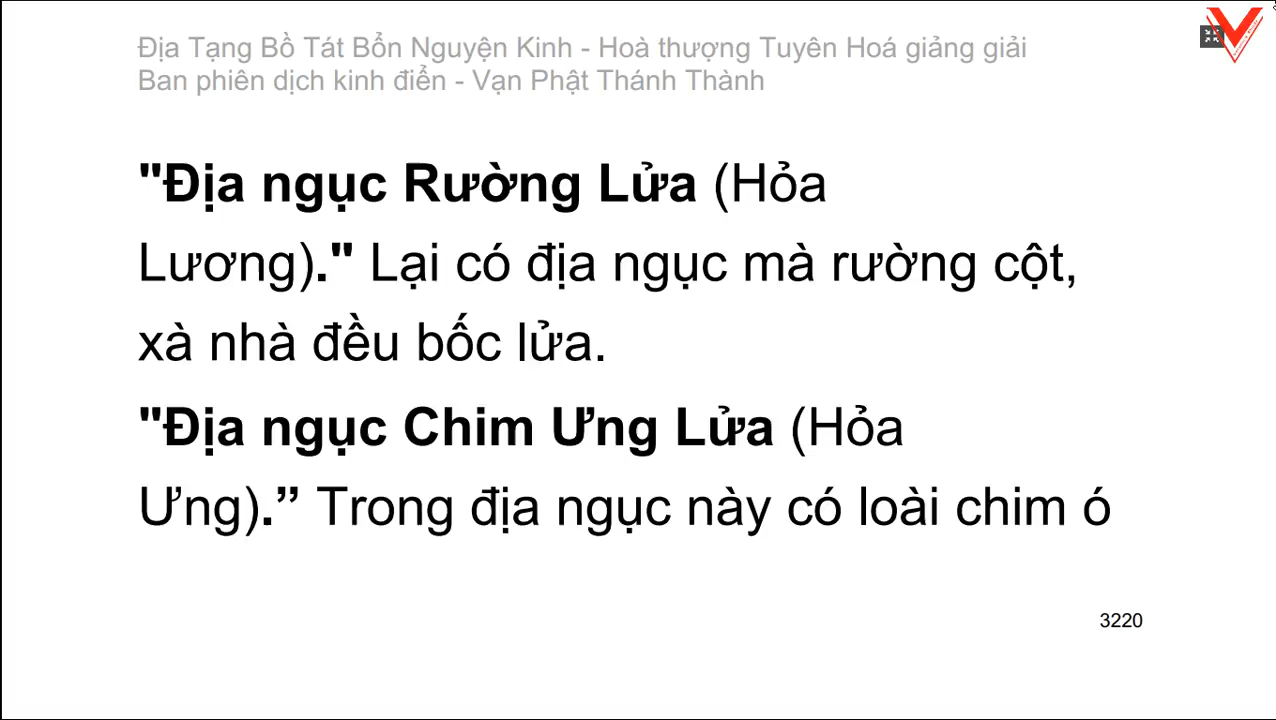 Địa Tạng Bồ Tát Bổn Nguyện Kinh - Hoà thượng Tuyên Hoá giảng giải
Ban phiên dịch kinh điển - Vạn Phật Thánh Thành
"Địa ngục Rường Lửa (Hỏa
Lương)." Lại có địa ngục mà rường cột,
xà nhà đều bốc lửa.
"Địa ngục Chim Ưng Lửa (Hỏa
Ưng).” Trong địa ngục này có loài chim ó
3220